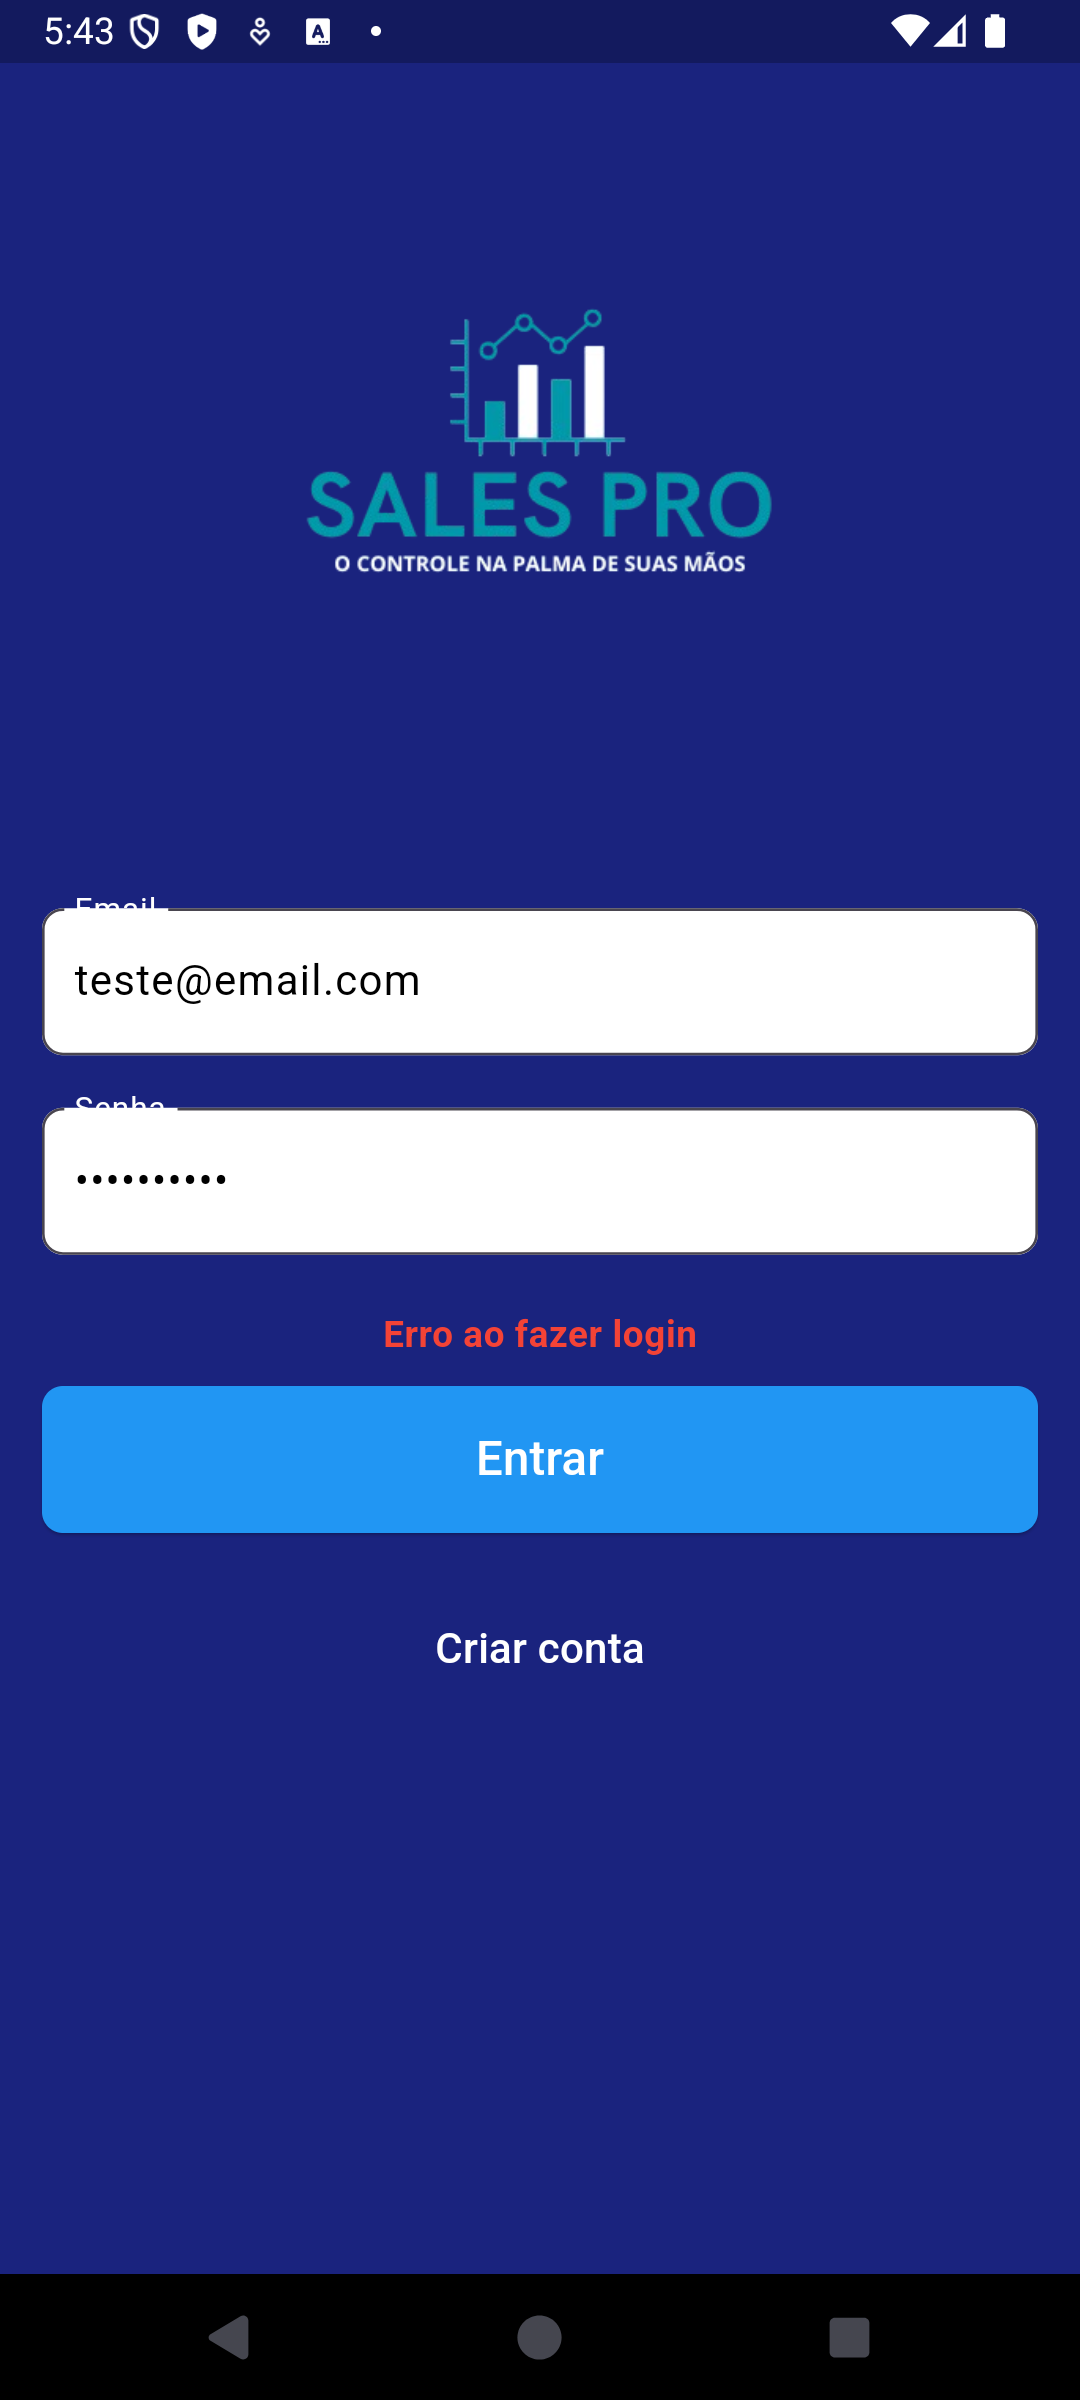 5:43
SALES PRO
O CONTROLE NA PALMA DE SUAS MÃOS
Email
teste@email.com
Senha
••••••••••
Erro ao fazer login
Entrar
Criar conta